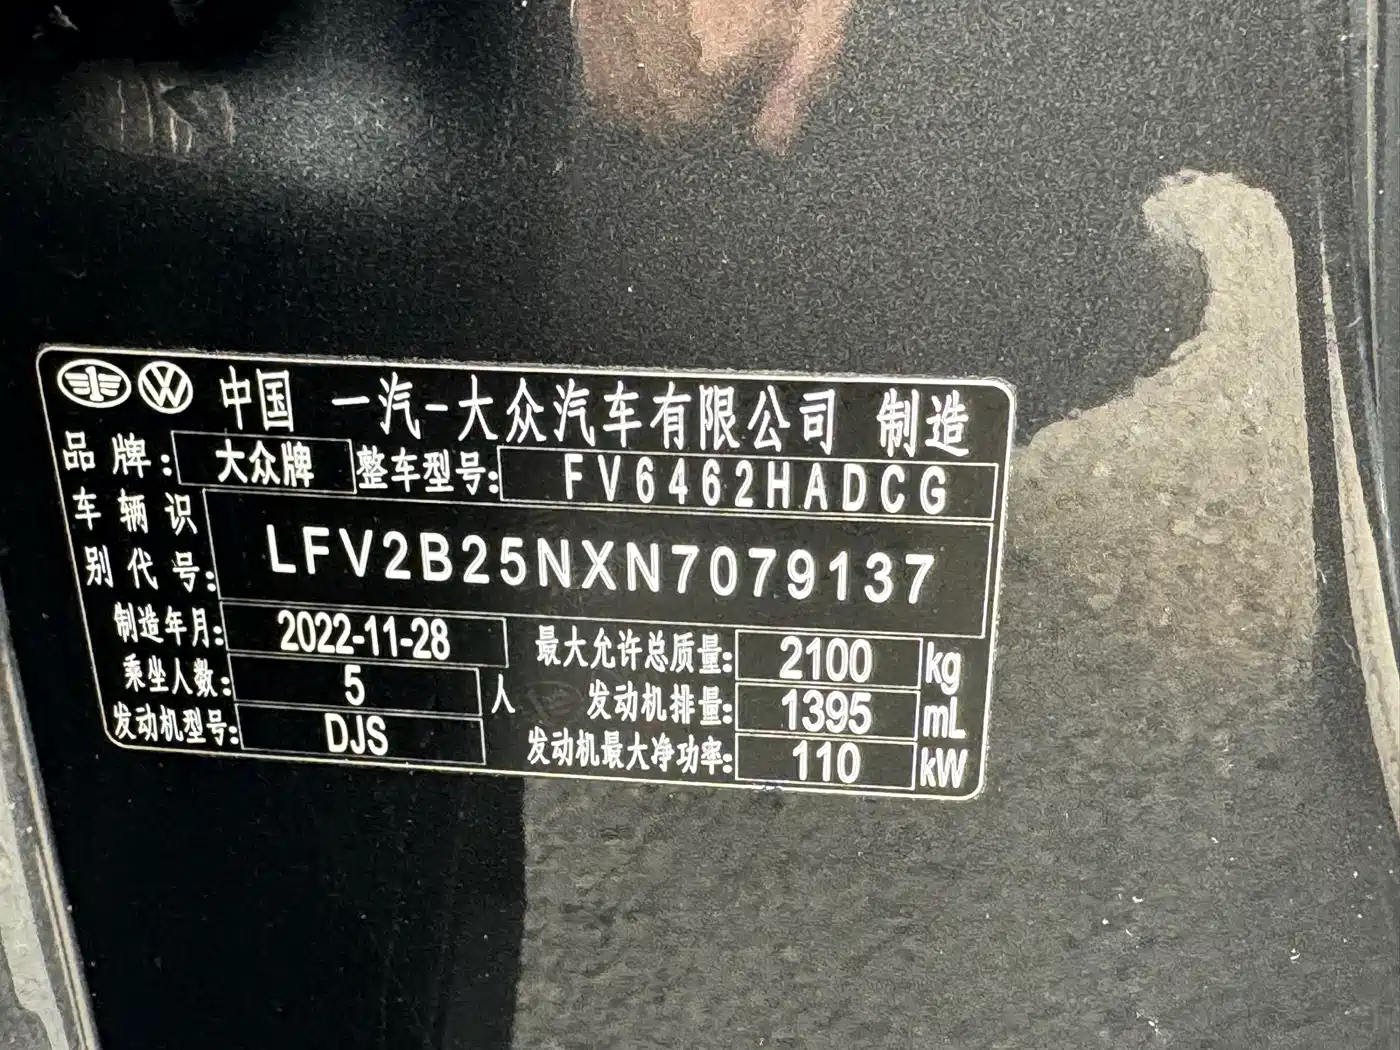 中国 一汽-大众汽车有限公司 制造
品牌: 大众牌 整车型号: FV6462HADCG
车辆识别代号: LFV2B25NXN7079137
制造年月: 2022-11-28 最大允许总质量: 2100 kg
乘坐人数: 5 人 发动机排量: 1395 mL
发动机型号: DJS 发动机最大净功率: 110 kW